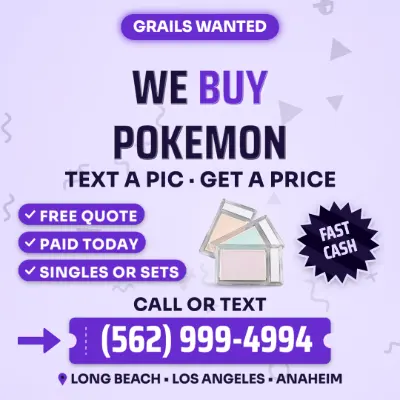 GRAILS WANTED
WE BUY
POKEMON
TEXT A PIC · GET A PRICE
FREE QUOTE
PAID TODAY
SINGLES OR SETS
FAST
CASH
CALL OR TEXT
(562) 999-4994
LONG BEACH • LOS ANGELES • ANAHEIM